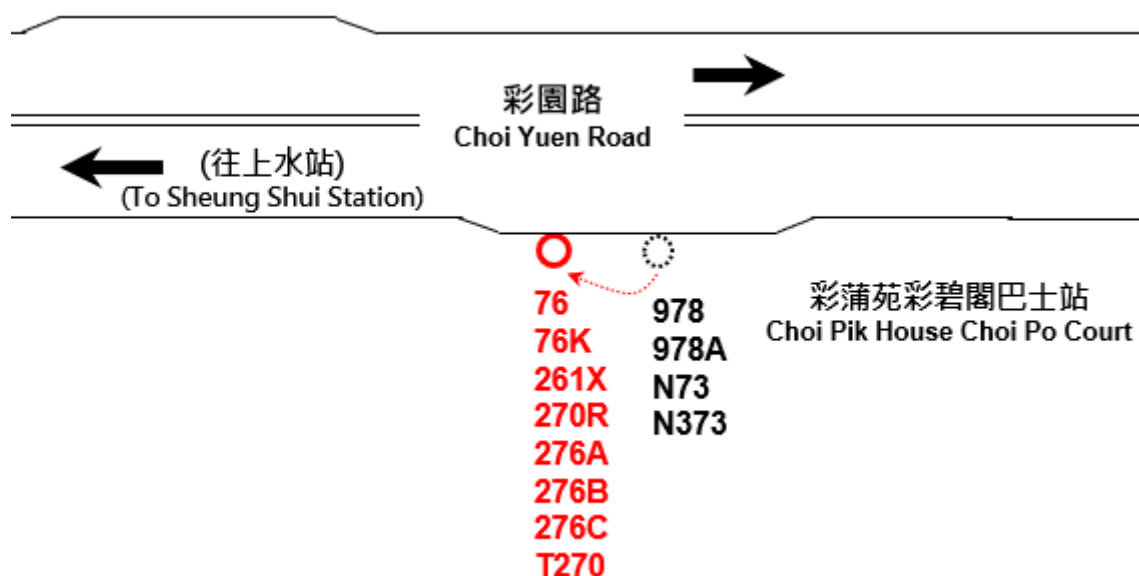 彩園路
Choi Yuen Road
(往上水站)
(To Sheung Shui Station)
76
76K
261X
270R
276A
276B
276C
T270
978
978A
N73
N373
彩蒲苑彩碧閣巴士站
Choi Pik House Choi Po Court